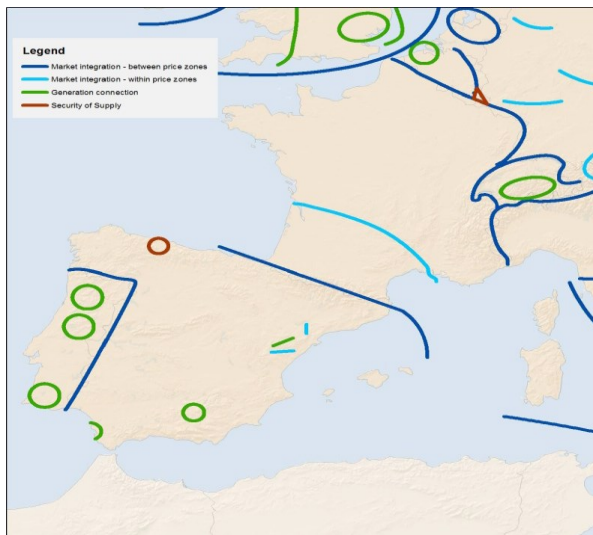 Legend
Market integration - between price zones
Market integration - within price zones
Generation connection
Security of Supply